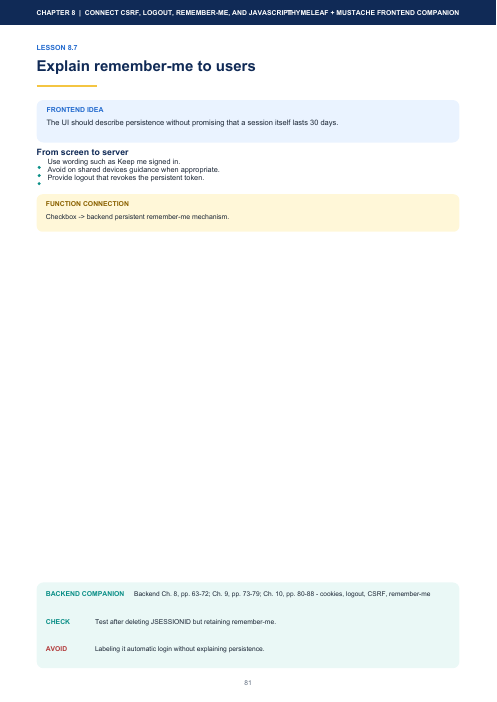 CHAPTER 8 | CONNECT CSRF, LOGOUT, REMEMBER-ME, AND JAVASCRIPT
THYMELEAF + MUSTACHE FRONTEND COMPANION
LESSON 8.7
Explain remember-me to users
FRONTEND IDEA
The UI should describe persistence without promising that a session itself lasts 30 days.
From screen to server
Use wording such as Keep me signed in.
Avoid on shared devices guidance when appropriate.
Provide logout that revokes the persistent token.
FUNCTION CONNECTION
Checkbox -> backend persistent remember-me mechanism.
BACKEND COMPANION Backend Ch. 8, pp. 63-72; Ch. 9, pp. 73-79; Ch. 10, pp. 80-88 - cookies, logout, CSRF, remember-me
CHECK Test after deleting JSESSIONID but retaining remember-me.
AVOID Labeling it automatic login without explaining persistence.
81